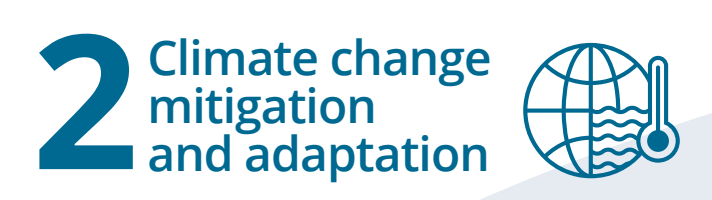 2
Climate change
mitigation
and adaptation